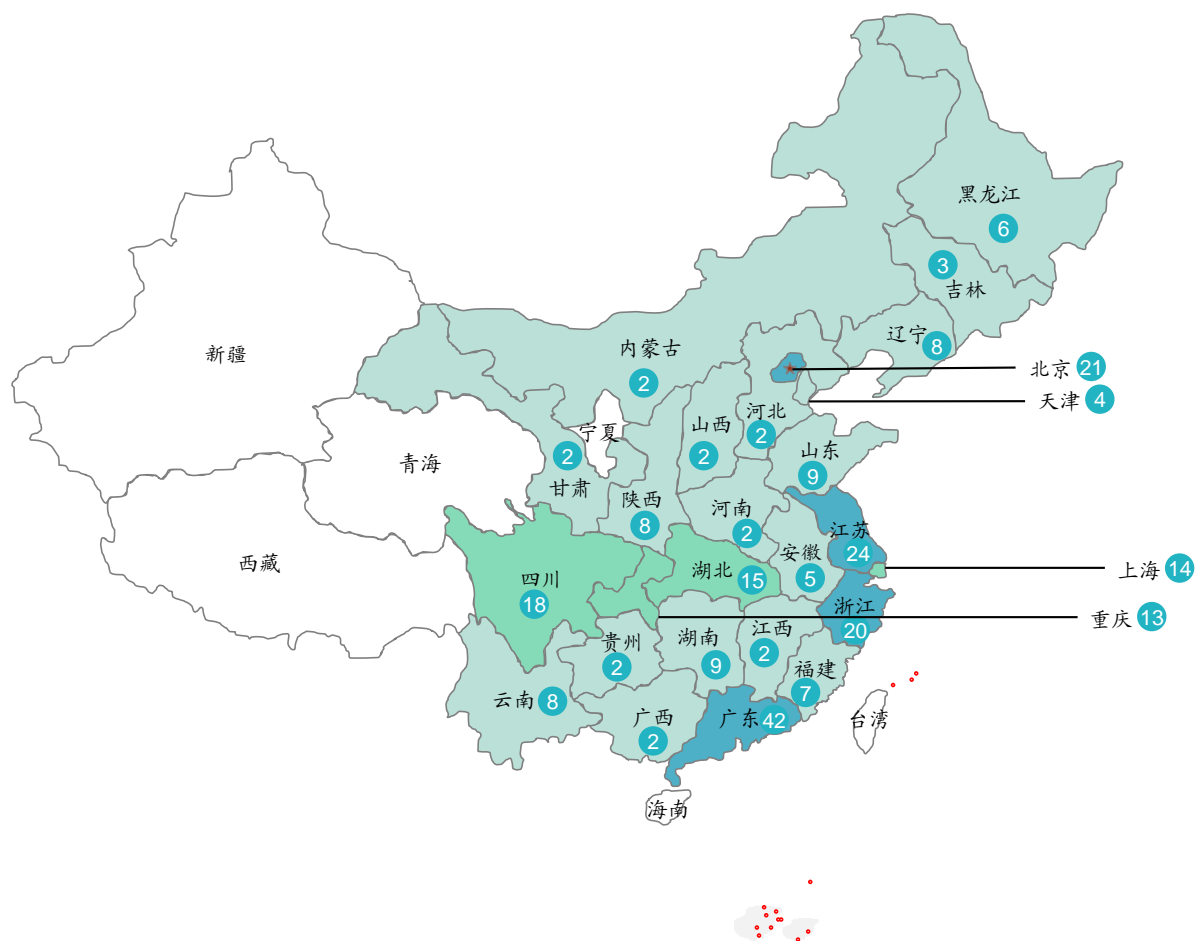 黑龙江
6
3
吉林
辽宁
8
新疆
内蒙古
2
北京 21
天津 4
宁夏
2
甘肃
山西
2
河北
2
山东
9
青海
陕西
8
河南
2
江苏
24
西藏
四川
18
湖北 15
安徽
5
上海 14
浙江
20
重庆 13
贵州
2
湖南
9
江西
2
福建
7
云南 8
广西
2
广东 42
台湾
海南